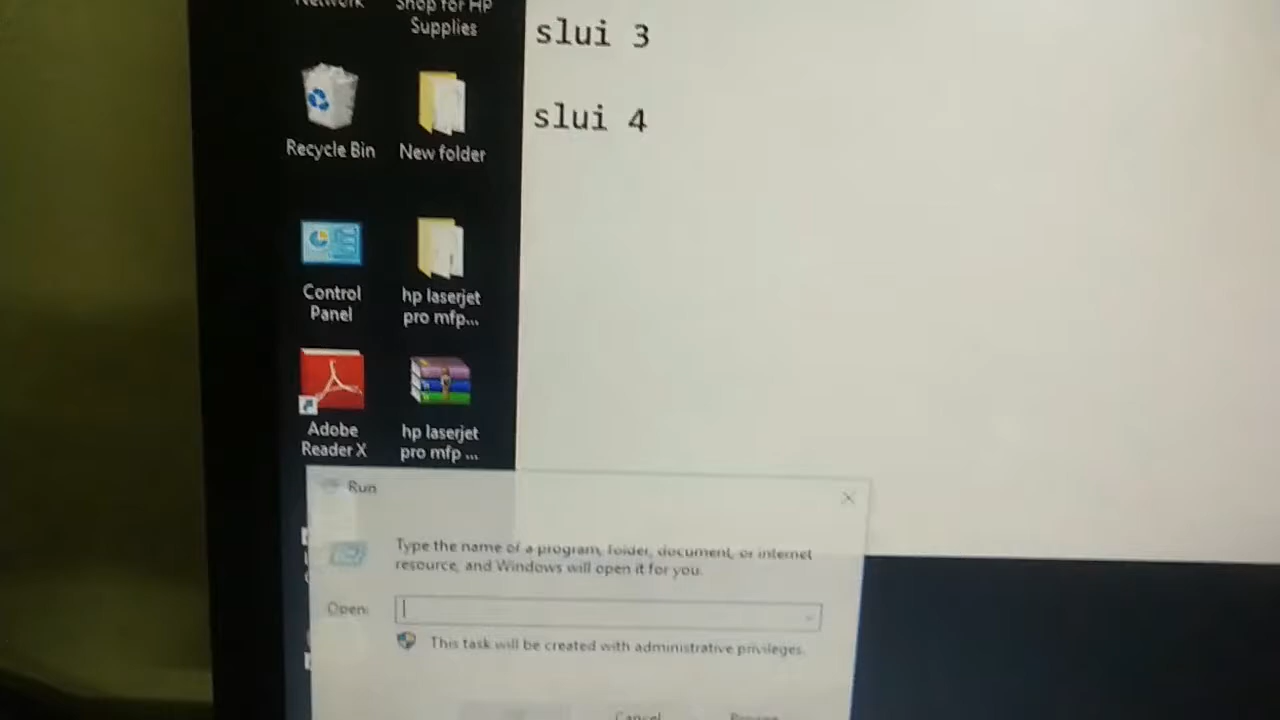 Network
Shop for HP
Supplies
slui 3
slui 4
Recycle Bin
New folder
Control
Panel
hp laserjet
pro mfp...
Adobe
Reader X
hp laserjet
pro mfp ...
Run
Type the name of a program, folder, document, or internet
resource, and Windows will open it for you.
Open:
This task will be created with administrative privileges.
Cancel
Browse